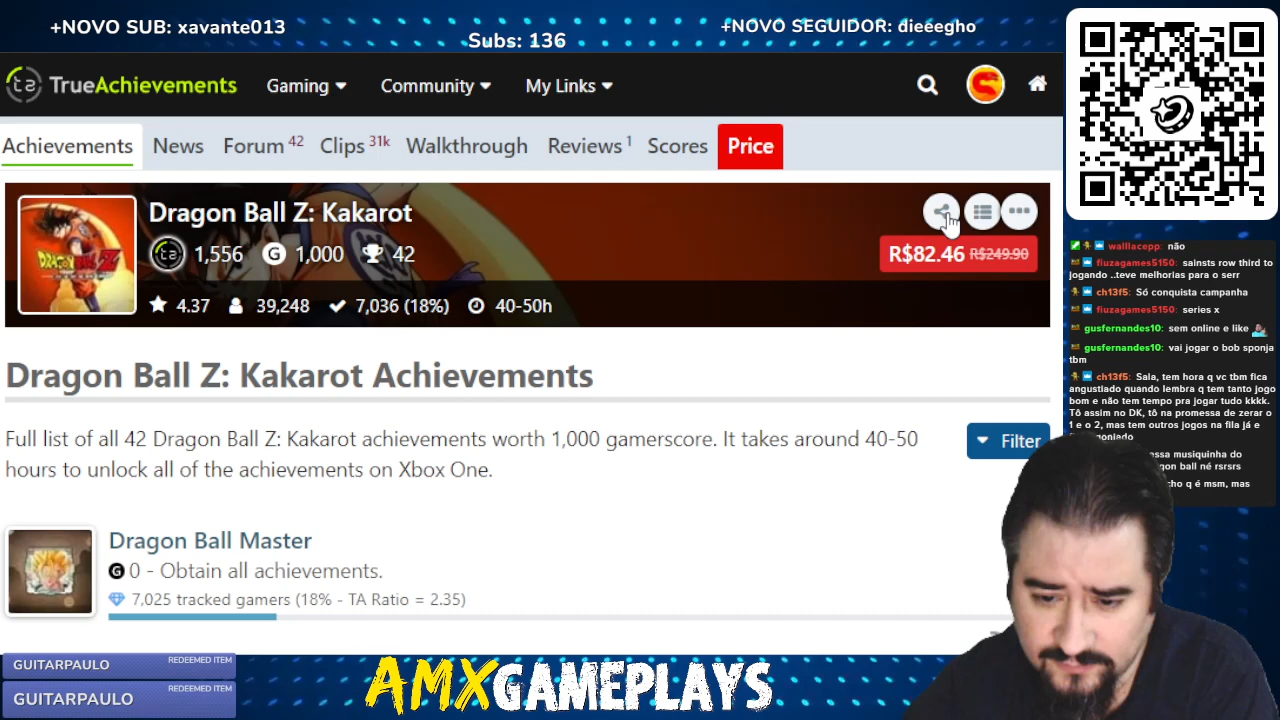 +NOVO SUB: xavante013
Subs: 136
+NOVO SEGUIDOR: dieeegho
TrueAchievements
Gaming
Community
My Links
Achievements
News
Forum 42
Clips 31k
Walkthrough
Reviews 1
Scores
Price
Dragon Ball Z: Kakarot
1,556
G 1,000
42
R$82.46 R$249.90
4.37
39,248
7,036 (18%)
40-50h
Dragon Ball Z: Kakarot Achievements
Full list of all 42 Dragon Ball Z: Kakarot achievements worth 1,000 gamerscore. It takes around 40-50
hours to unlock all of the achievements on Xbox One.
Filter
Dragon Ball Master
G 0 - Obtain all achievements.
7,025 tracked gamers (18% - TA Ratio = 2.35)
walllacepp: não
fiuzagames5150: sainsts row third to
jogando ..teve melhorias para o serr
ch13f5: Só conquista campanha
fiuzagames5150: series x
gusfernandes10: sem online e like
gusfernandes10: vai jogar o bob sponja
tbm
ch13f5: Sala, tem hora q vc tbm fica
angustiado quando lembra q tem tanto jogo
bom e não tem tempo pra jogar tudo kkkk.
Tô assim no DK, tô na promessa de zerar o
1 e o 2, mas tem outros jogos na fila já e
musiquinha do
ball né rsrsrs
q é msm, mas
GUITARPAULO
REDEEMED ITEM
GUITARPAULO
REDEEMED ITEM
AMXGAMEPLAYS